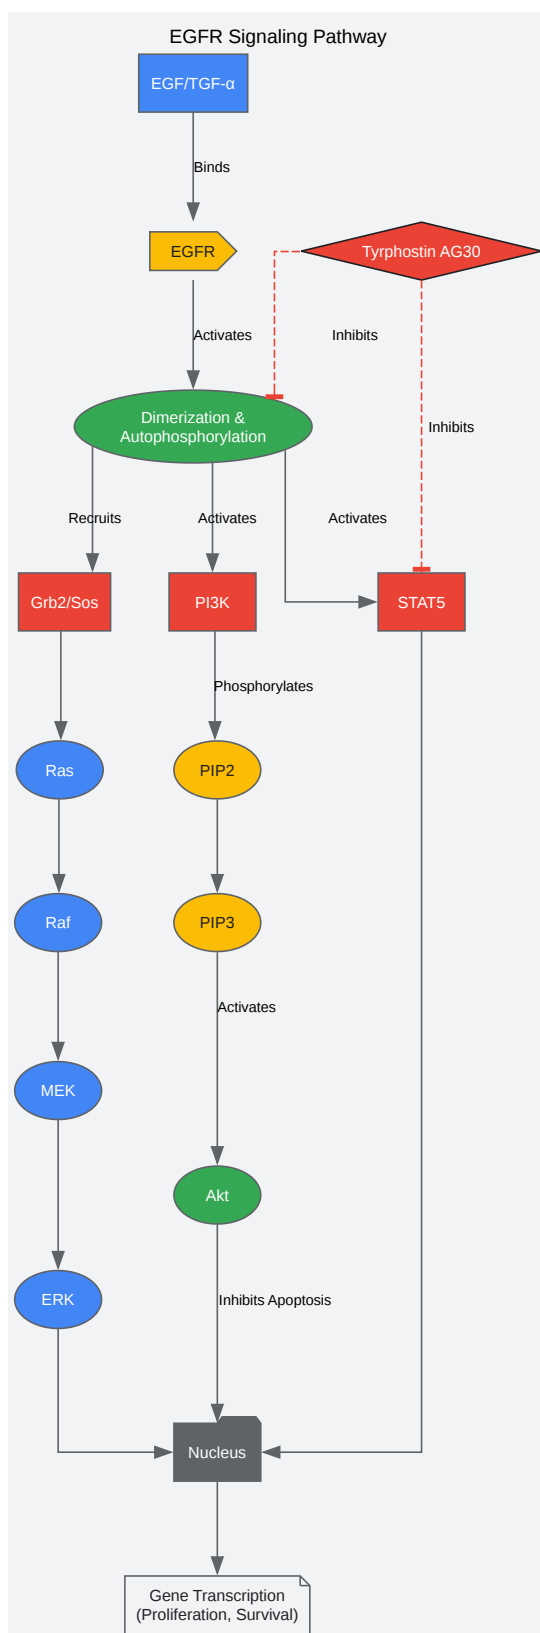 EGFR Signaling Pathway
EGF/TGF-α
Binds
EGFR
Tyrphostin AG30
Activates
Inhibits
Dimerization &
Autophosphorylation
Inhibits
Recruits
Activates
Activates
Grb2/Sos
PI3K
STAT5
Phosphorylates
Ras
PIP2
Raf
PIP3
Activates
MEK
Akt
ERK
Inhibits Apoptosis
Nucleus
Gene Transcription
(Proliferation, Survival)